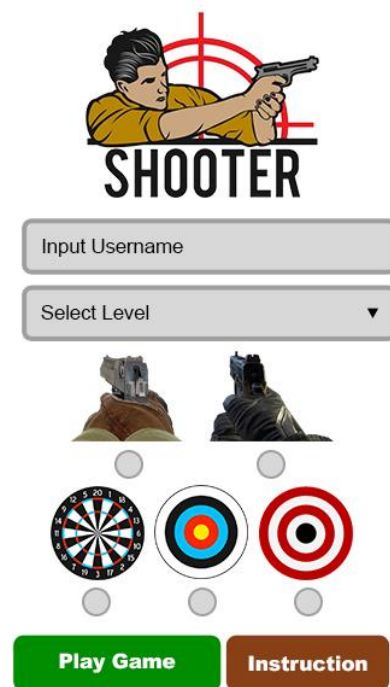 SHOOTER
Input Username
Select Level
Play Game
Instruction